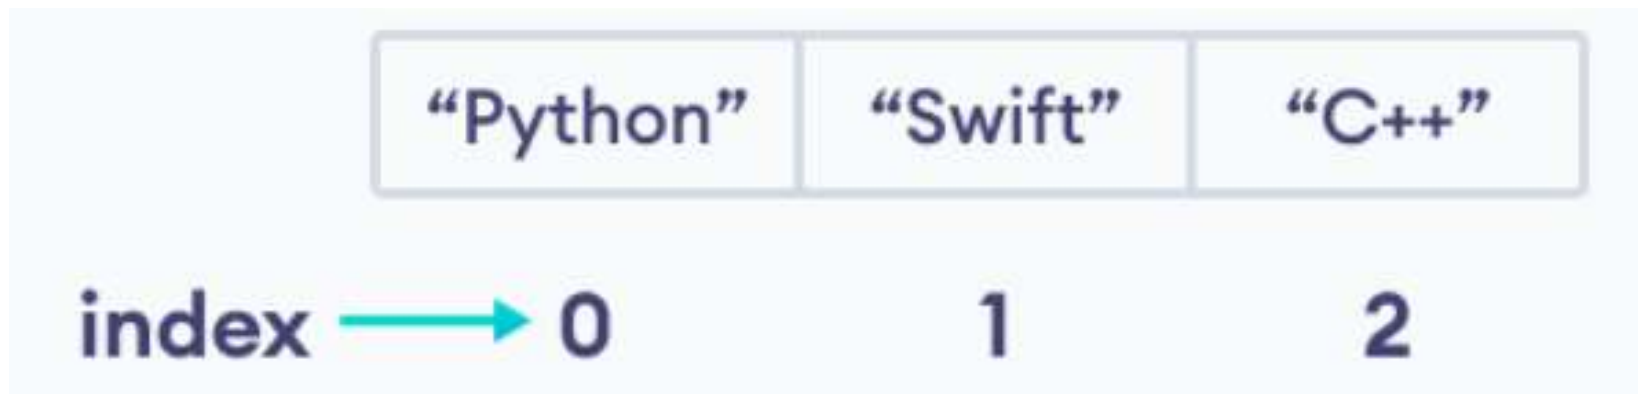 “Python” “Swift” “C++”
index 0 1 2